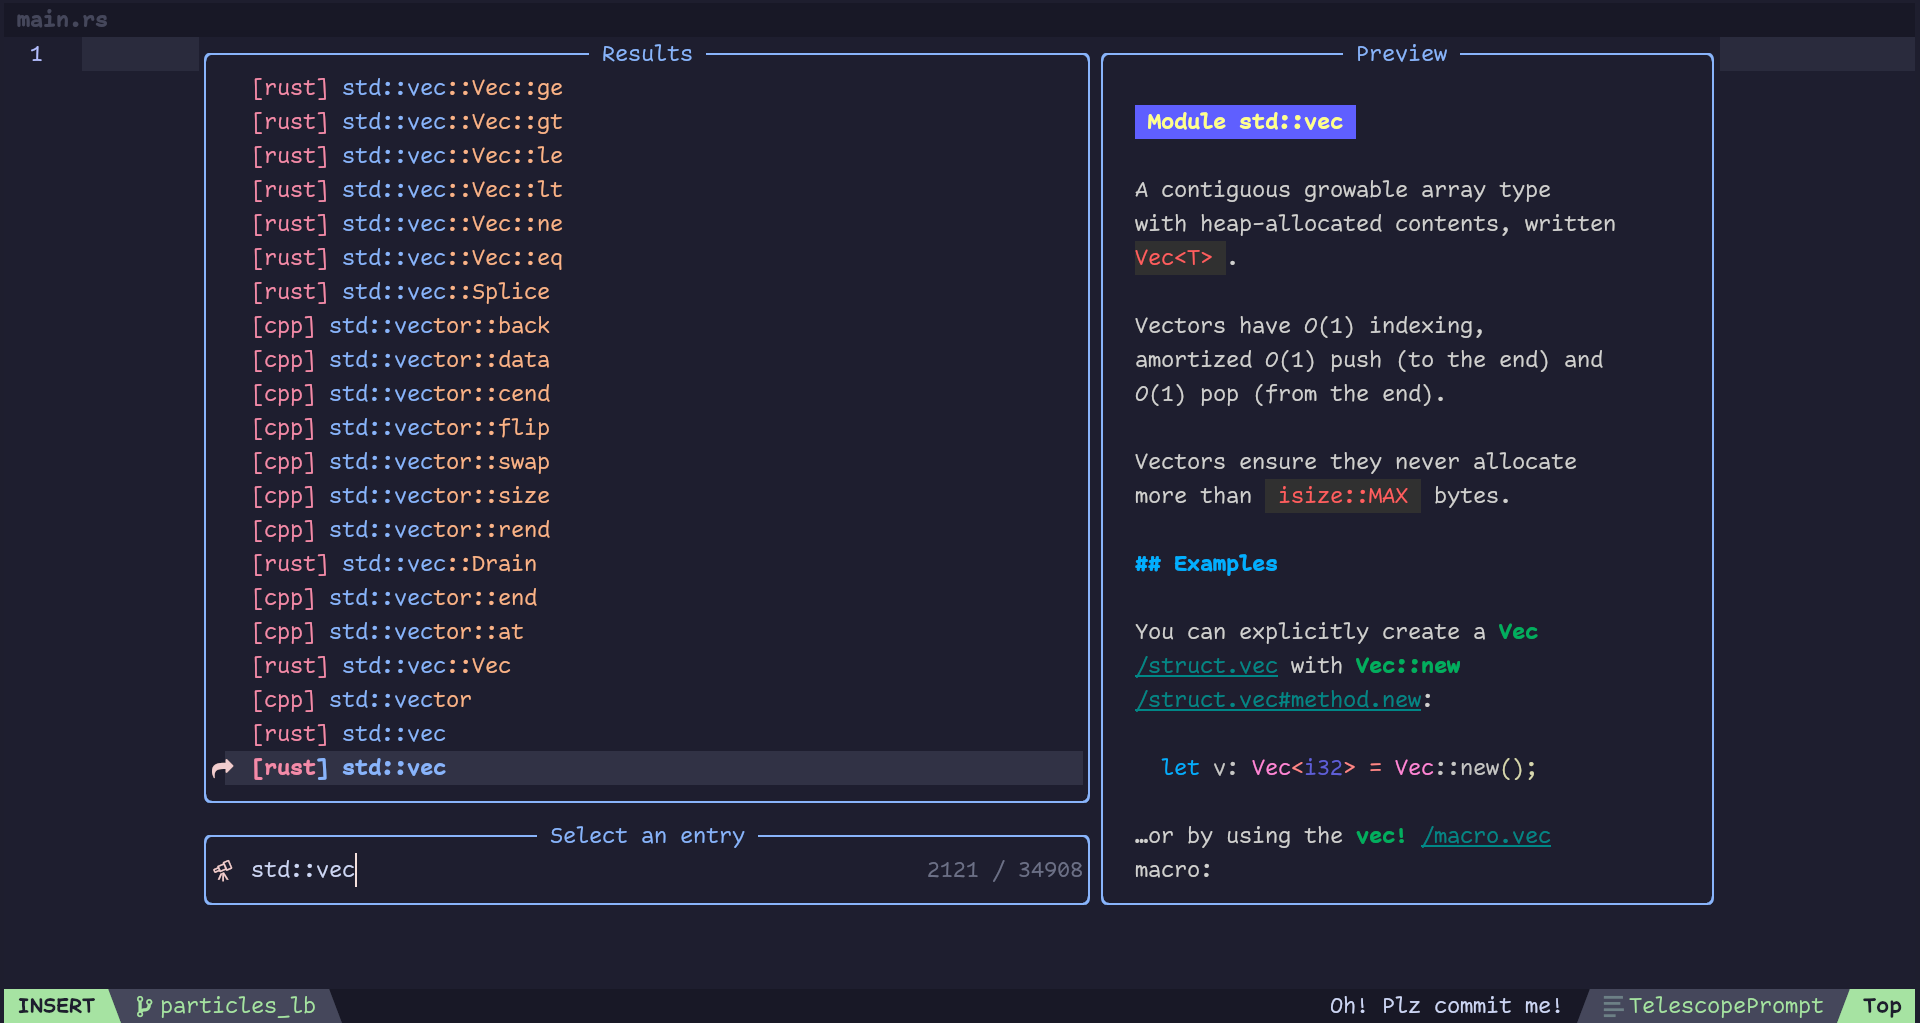 main.rs
1
Results
[rust] std::vec::Vec::ge
[rust] std::vec::Vec::gt
[rust] std::vec::Vec::le
[rust] std::vec::Vec::lt
[rust] std::vec::Vec::ne
[rust] std::vec::Vec::eq
[rust] std::vec::Splice
[cpp] std::vector::back
[cpp] std::vector::data
[cpp] std::vector::cend
[cpp] std::vector::flip
[cpp] std::vector::swap
[cpp] std::vector::size
[cpp] std::vector::rend
[rust] std::vec::Drain
[cpp] std::vector::end
[cpp] std::vector::at
[rust] std::vec::Vec
[cpp] std::vector
[rust] std::vec
[rust] std::vec
Select an entry
std::vec 2121 / 34908
Preview
Module std::vec
A contiguous growable array type
with heap-allocated contents, written
Vec<T> .
Vectors have O(1) indexing,
amortized O(1) push (to the end) and
O(1) pop (from the end).
Vectors ensure they never allocate
more than isize::MAX bytes.
## Examples
You can explicitly create a Vec
/struct.vec with Vec::new
/struct.vec#method.new:
let v: Vec<i32> = Vec::new();
…or by using the vec! /macro.vec
macro:
INSERT particles_lb Oh! Plz commit me! TelescopePrompt Top